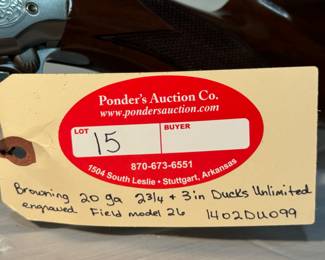 Ponder's Auction Co.
www.pondersauction.com
LOT 15 BUYER
870-673-6551
1504 South Leslie • Stuttgart, Arkansas
Browning 20 ga 2 3/4 + 3 in Ducks Unlimited
engraved Field model 26 1402DU099